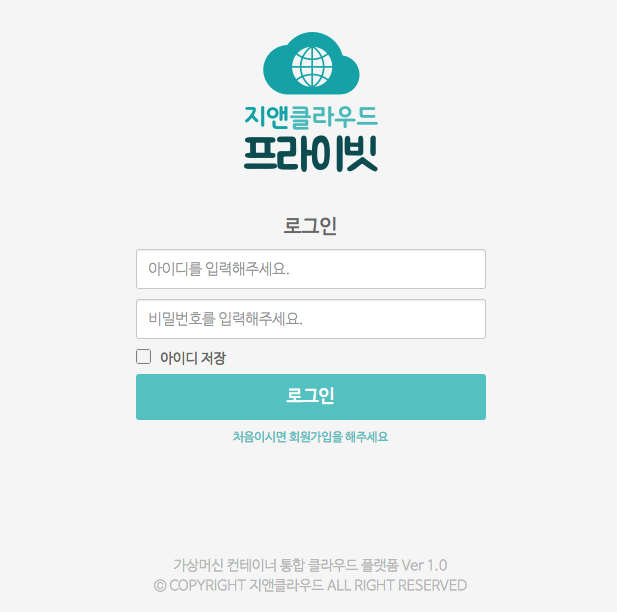 지앤클라우드
프라이빗
로그인
아이디를 입력해주세요.
비밀번호를 입력해주세요.
아이디 저장
로그인
처음이시면 회원가입을 해주세요
가상머신 컨테이너 통합 클라우드 플랫폼 Ver 1.0
© COPYRIGHT 지앤클라우드 ALL RIGHT RESERVED